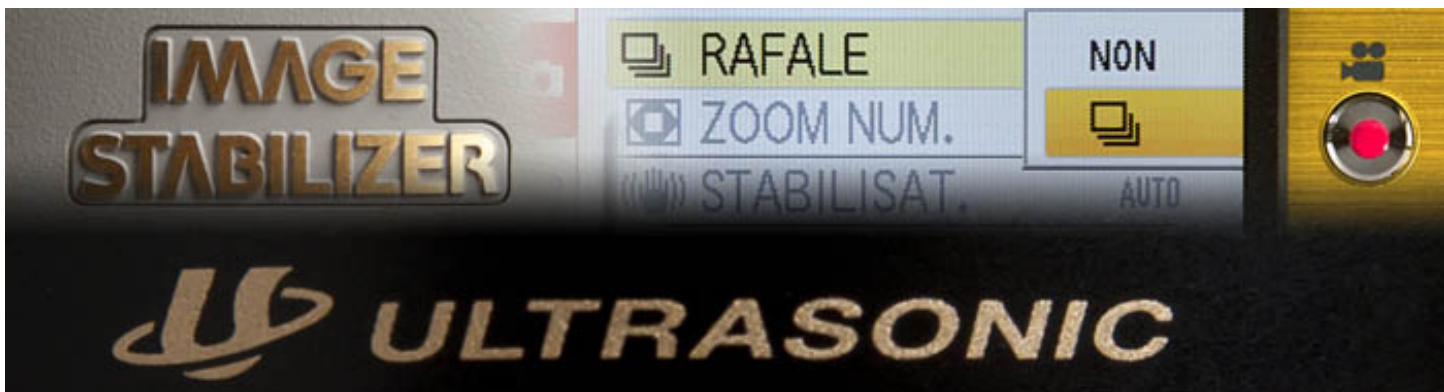 IMAGE
STABILIZER
RAFALE
NON
ZOOM NUM.
STABILISAT.
AUTO
ULTRASONIC